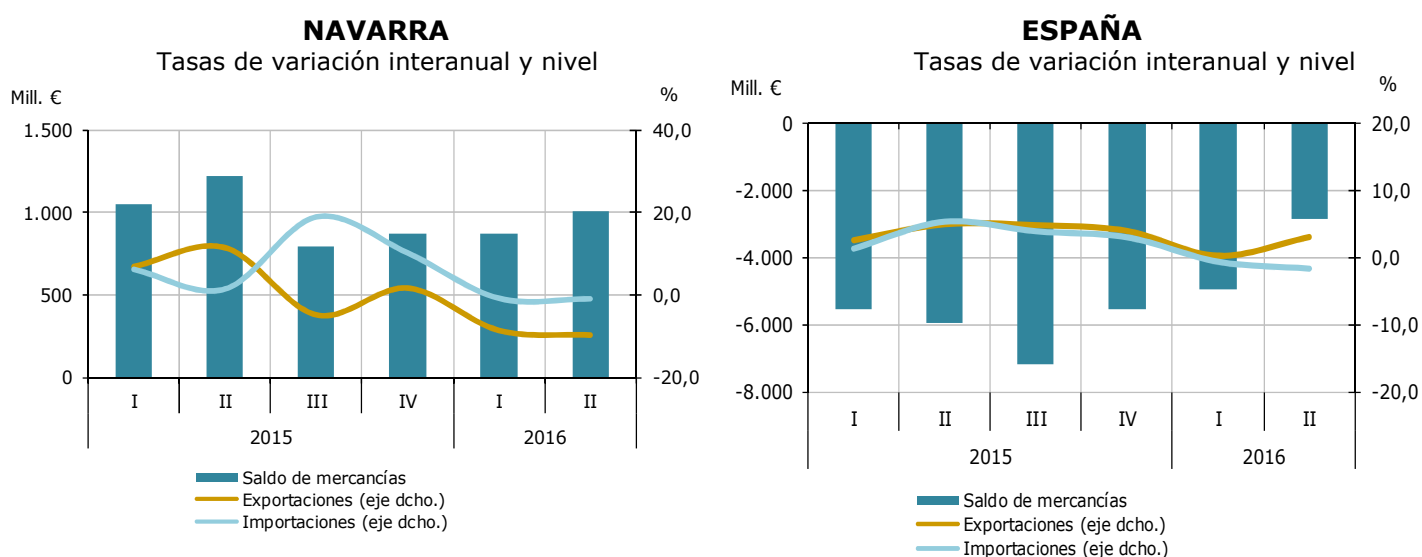 NAVARRA
Tasas de variación interanual y nivel
Mill. €
%
1.500
1.000
500
0
40,0
20,0
0,0
-20,0
I II III IV I II
2015 2016
Saldo de mercancías
Exportaciones (eje dcho.)
Importaciones (eje dcho.)
ESPAÑA
Tasas de variación interanual y nivel
Mill. €
%
0
-2.000
-4.000
-6.000
-8.000
20,0
10,0
0,0
-10,0
-20,0
I II III IV I II
2015 2016
Saldo de mercancías
Exportaciones (eje dcho.)
Importaciones (eje dcho.)